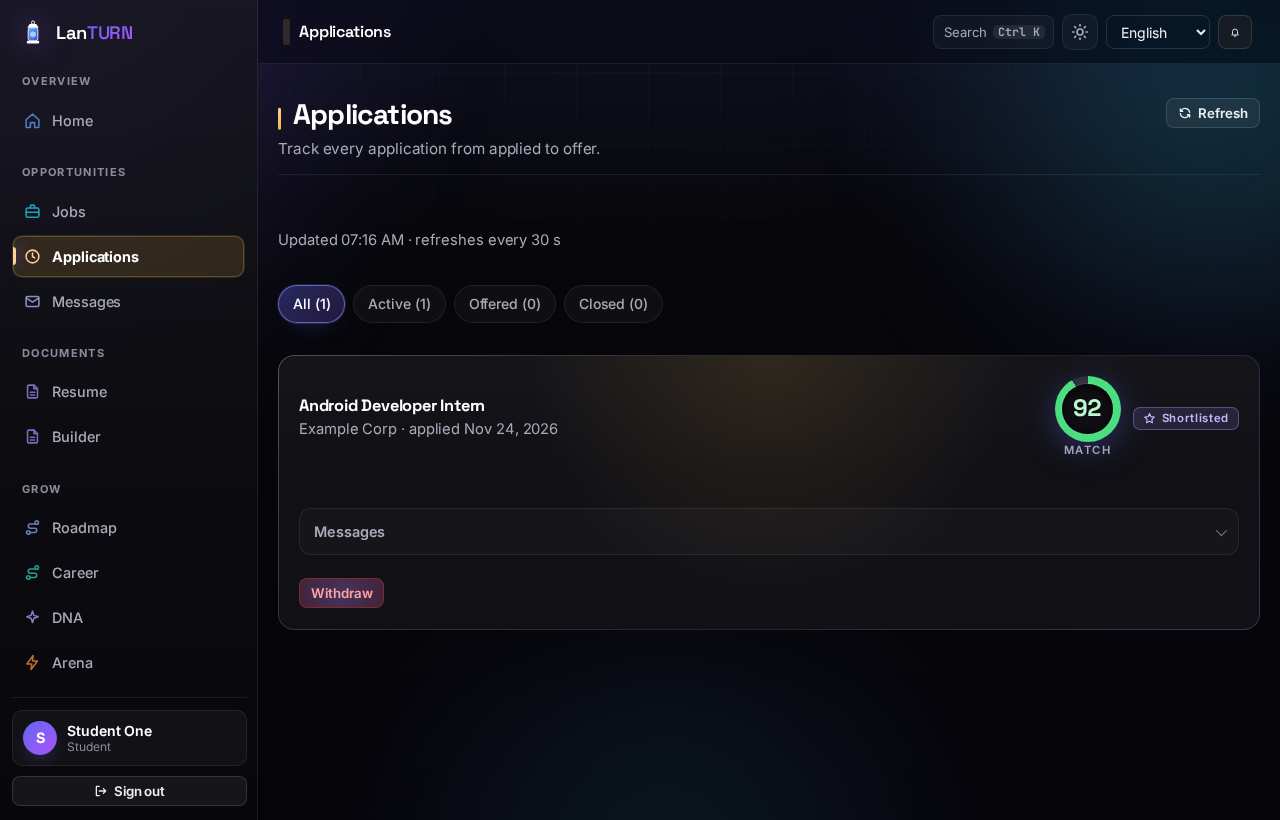 LanTURN
OVERVIEW
Home
OPPORTUNITIES
Jobs
Applications
Messages
DOCUMENTS
Resume
Builder
GROW
Roadmap
Career
DNA
Arena
S
Student One
Student
Sign out
Applications
Search Ctrl K
English
Applications
Refresh
Track every application from applied to offer.
Updated 07:16 AM · refreshes every 30 s
All (1) Active (1) Offered (0) Closed (0)
Android Developer Intern
Example Corp · applied Nov 24, 2026
92
MATCH
Shortlisted
Messages
Withdraw